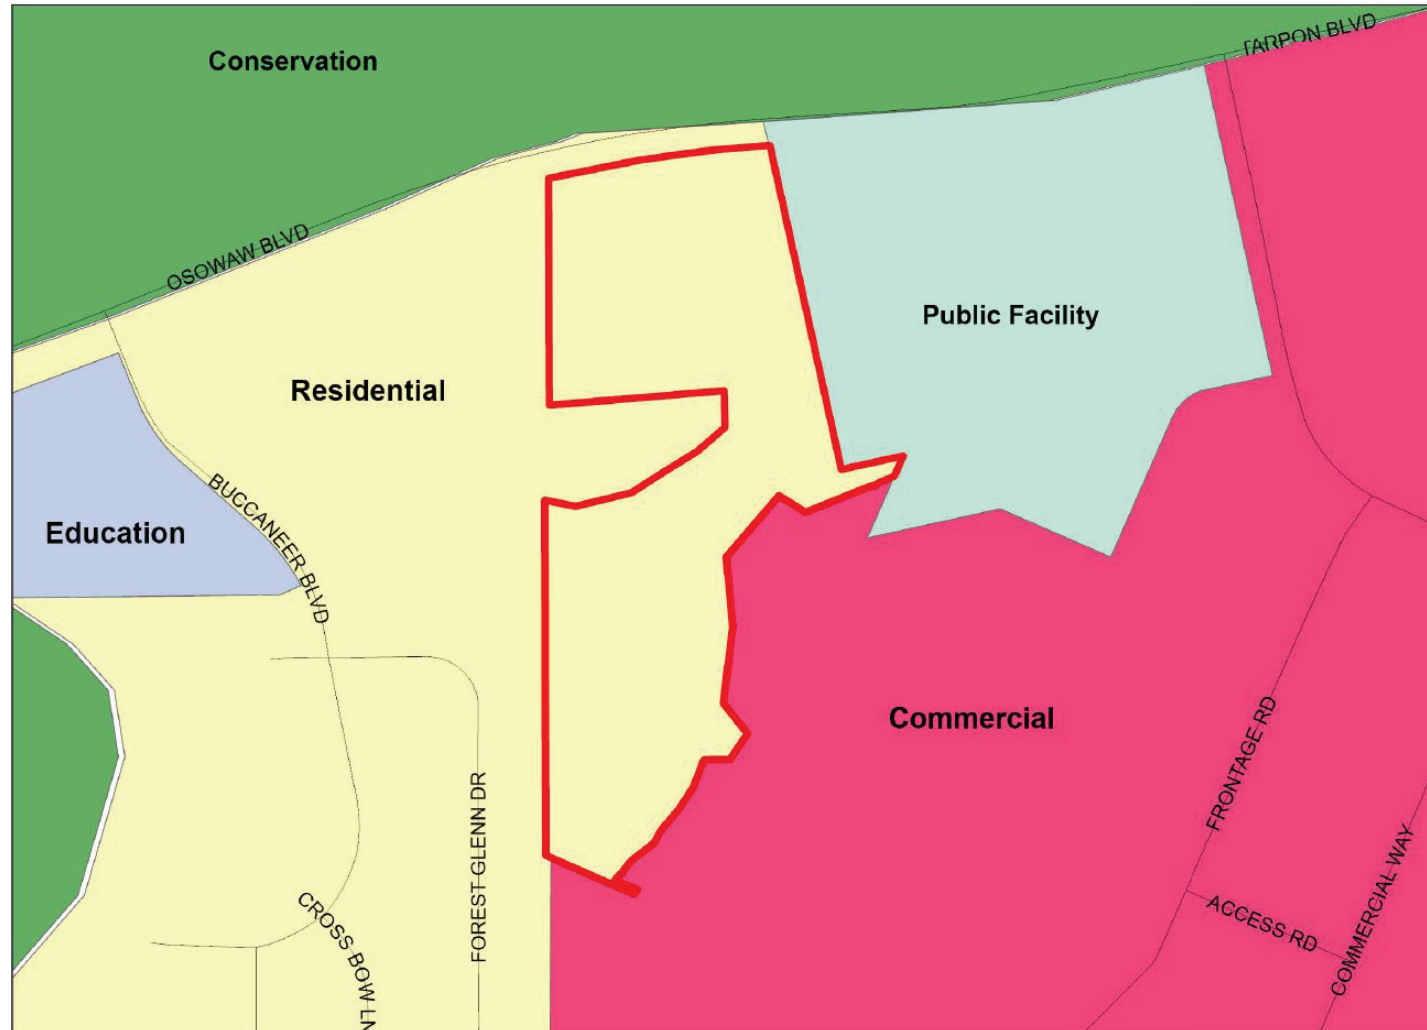 Conservation
TARPON BLVD
OSOWAW BLVD
Public Facility
Residential
BUCCANEER BLVD
Education
Commercial
FRONTAGE RD
FOREST GLENN DR
COMMERCIAL WAY
ACCESS RD
CROSS BOW LN